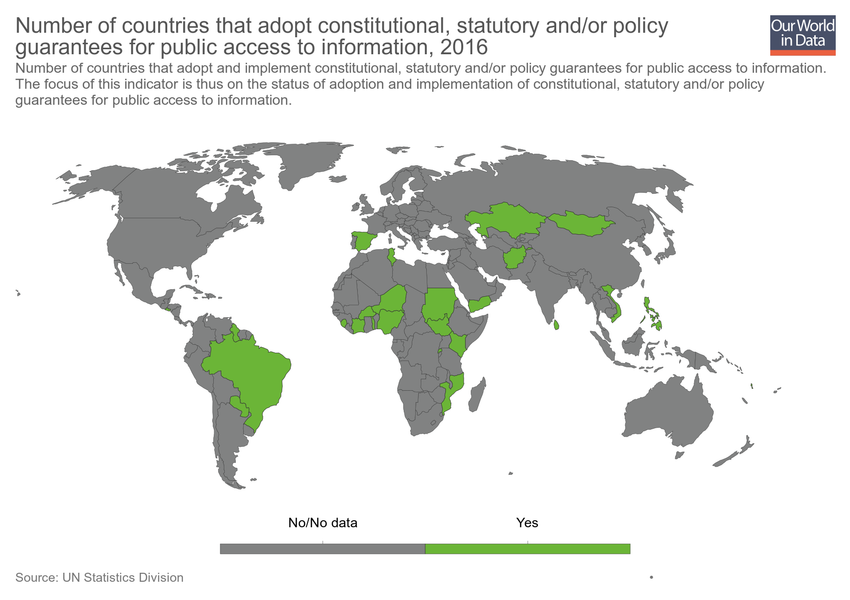 Number of countries that adopt constitutional, statutory and/or policy
guarantees for public access to information, 2016
Our World
in Data
Number of countries that adopt and implement constitutional, statutory and/or policy guarantees for public access to information.
The focus of this indicator is thus on the status of adoption and implementation of constitutional, statutory and/or policy
guarantees for public access to information.
No/No data
Yes
Source: UN Statistics Division